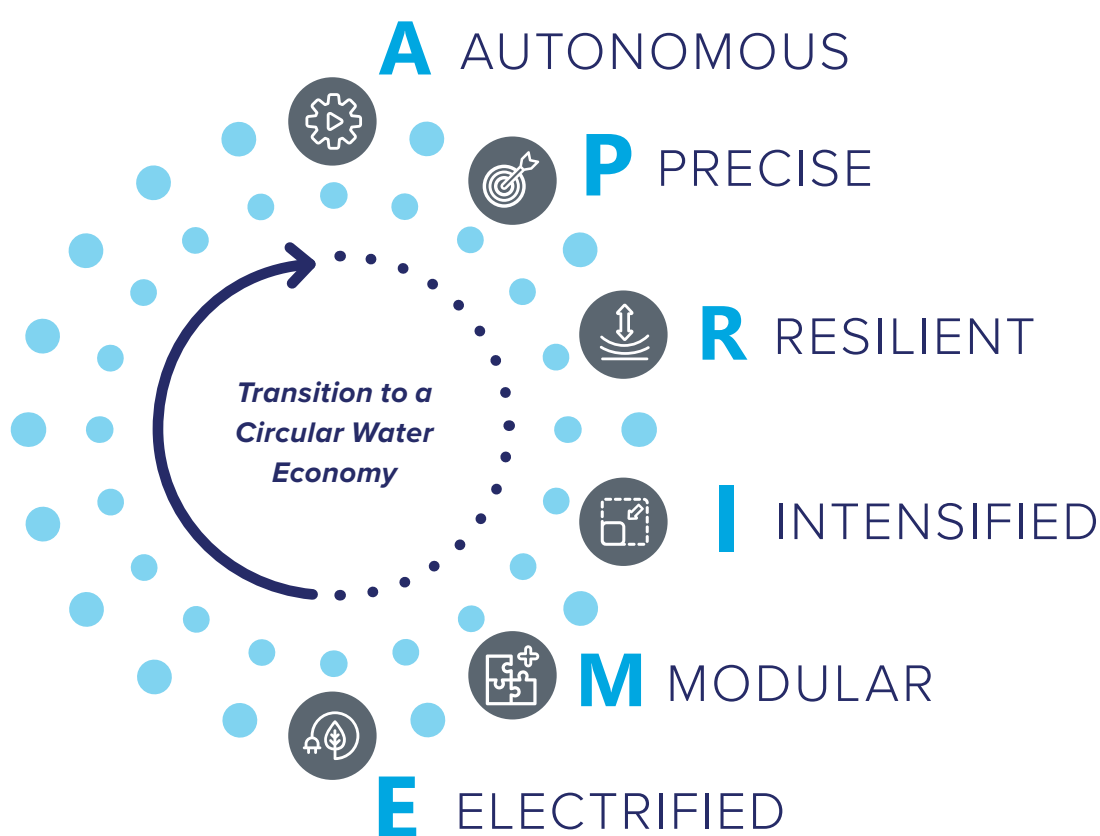 A AUTONOMOUS
P PRECISE
R RESILIENT
Transition to a
Circular Water
Economy
I INTENSIFIED
M MODULAR
E ELECTRIFIED